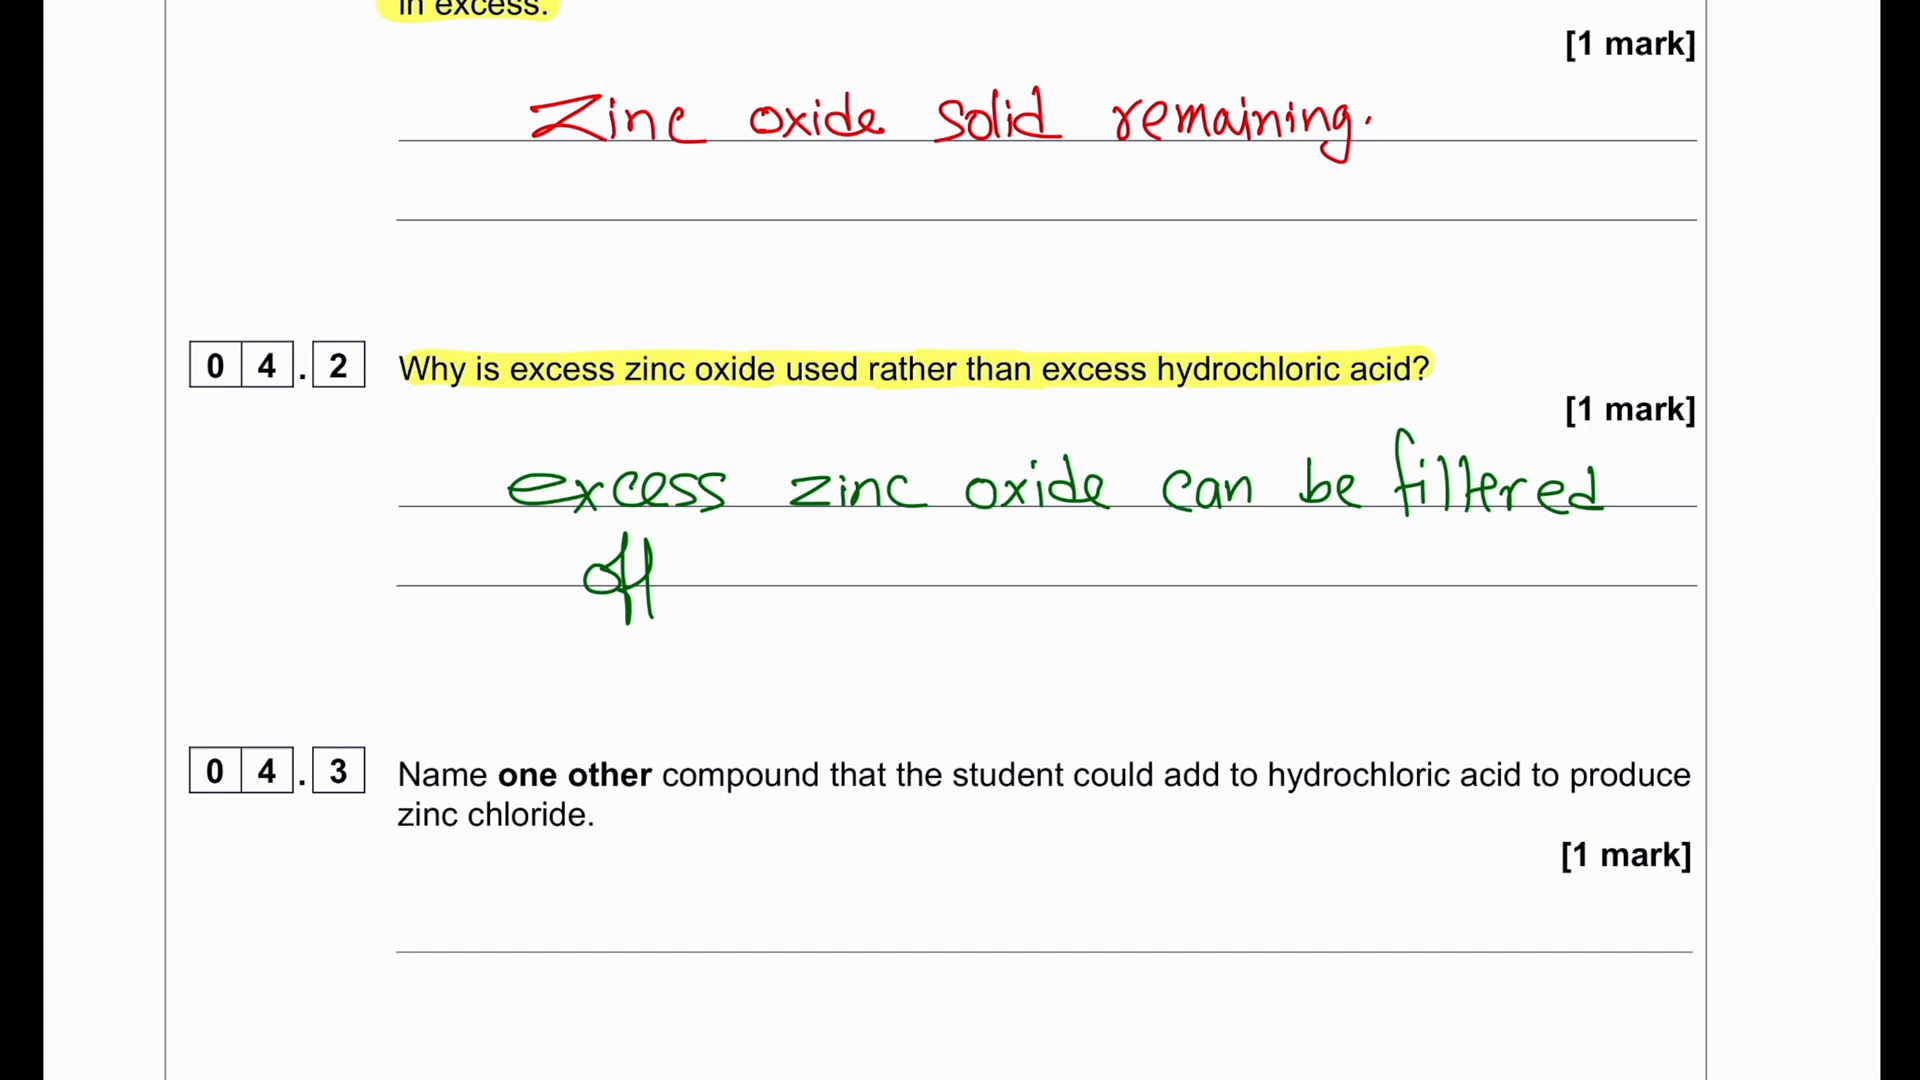 in excess.
[1 mark]
Zinc oxide solid remaining.
0 4 . 2 Why is excess zinc oxide used rather than excess hydrochloric acid?
[1 mark]
excess zinc oxide can be filtered
off
0 4 . 3 Name one other compound that the student could add to hydrochloric acid to produce
zinc chloride.
[1 mark]